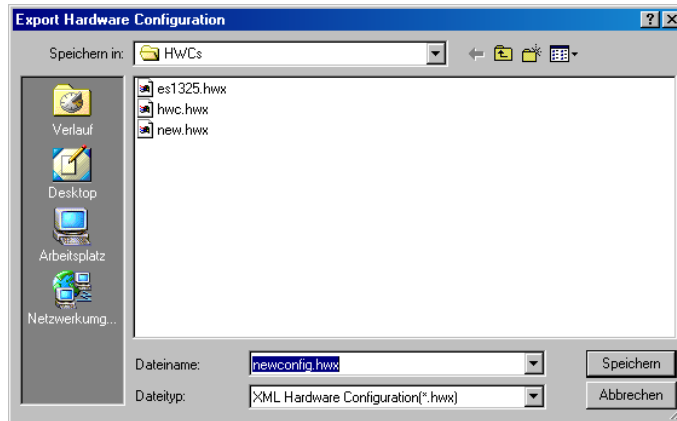 Export Hardware Configuration
Speichern in: HWCs
es1325.hwx
hwc.hwx
new.hwx
Verlauf
Desktop
Arbeitsplatz
Netzwerkumg...
Dateiname: newconfig.hwx Speichern
Dateityp: XML Hardware Configuration(*.hwx) Abbrechen